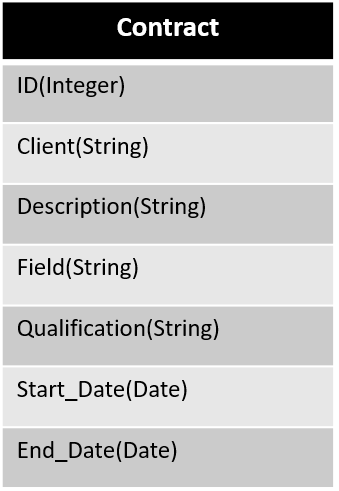 Contract
ID(Integer)
Client(String)
Description(String)
Field(String)
Qualification(String)
Start_Date(Date)
End_Date(Date)